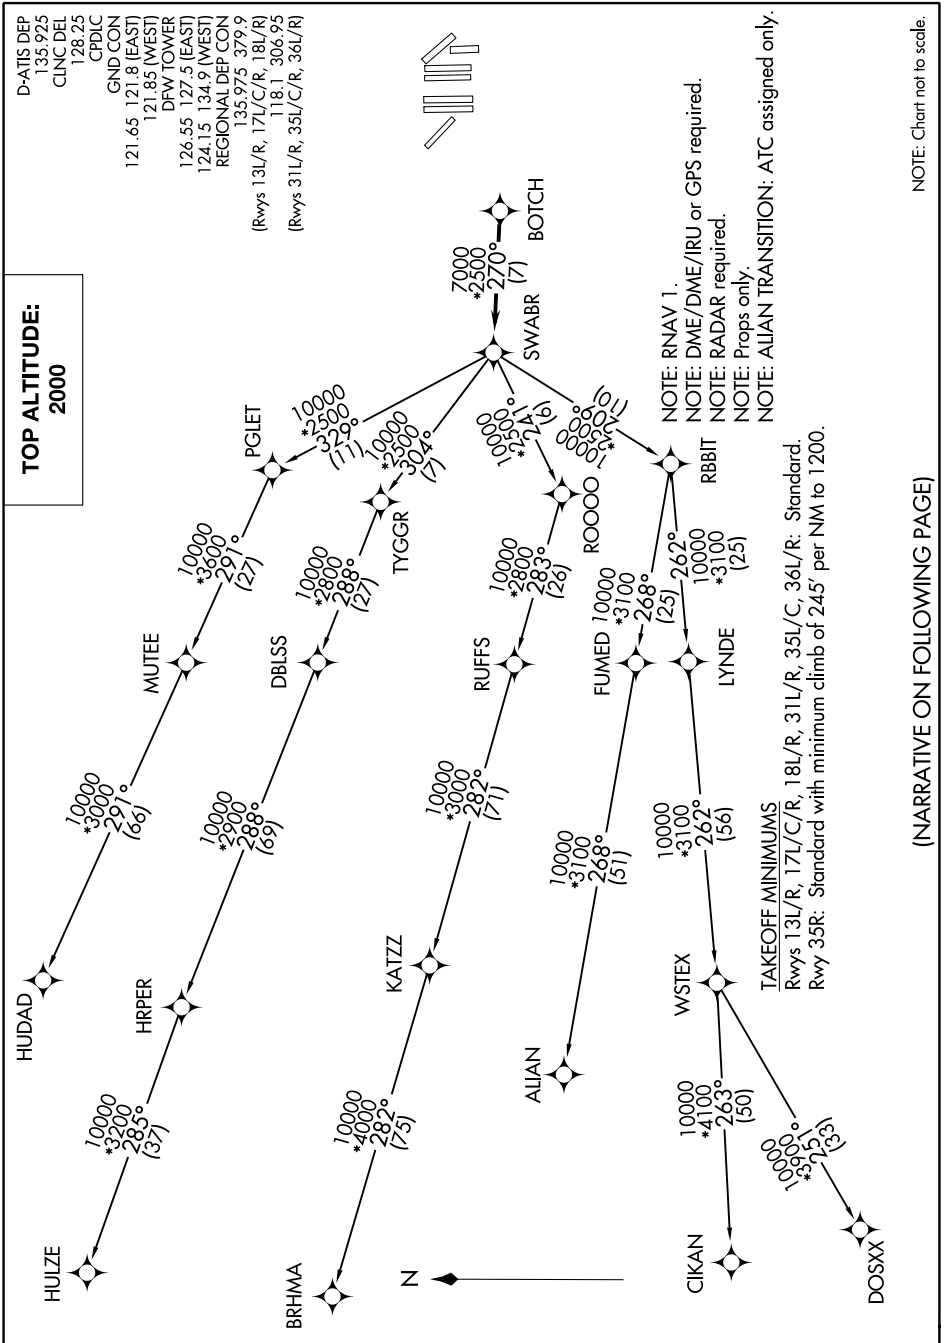 TOP ALTITUDE:
2000
D-ATIS DEP
135.925
CLNC DEL
128.25
CPDLC
GND CON
121.65 121.8 (EAST)
121.85 (WEST)
DFW TOWER
126.55 127.5 (EAST)
124.15 134.9 (WEST)
REGIONAL DEP CON
135.975 379.9
(Rwys 13L/R, 17L/C/R, 18L/R)
118.1 306.95
(Rwys 31L/R, 35L/C/R, 36L/R)
HUDAD
10000
*3000
291°
(66)
MUTEE
10000
*3600
291°
(27)
PGLET
10000
*2500
329°
(11)
HULZE
10000
*3200
285°
(37)
HRPER
10000
*2900
288°
(69)
DBLSS
10000
*2800
288°
(27)
TYGGR
10000
*2500
304°
(7)
SWABR
7000
*2500
270°
(7)
BOTCH
BRHMA
10000
*4000
282°
(75)
KATZZ
10000
*3000
282°
(71)
RUFFS
10000
*2800
283°
(26)
ROOOO
10000
*2500
241°
(9)
N
ALIAN
10000
*3100
268°
(51)
FUMED
10000
*3100
268°
(25)
RBBIT
10000
*2500
209°
(10)
CIKAN
10000
*4100
263°
(50)
WSTEX
10000
*3100
262°
(56)
LYNDE
262°
10000
*3100
(25)
DOSXX
10000
*3900
251°
(33)
NOTE: RNAV 1.
NOTE: DME/DME/IRU or GPS required.
NOTE: RADAR required.
NOTE: Props only.
NOTE: ALIAN TRANSITION: ATC assigned only.
TAKEOFF MINIMUMS
Rwys 13L/R, 17L/C/R, 18L/R, 31L/R, 35L/C, 36L/R: Standard.
Rwy 35R: Standard with minimum climb of 245' per NM to 1200.
(NARRATIVE ON FOLLOWING PAGE)
NOTE: Chart not to scale.